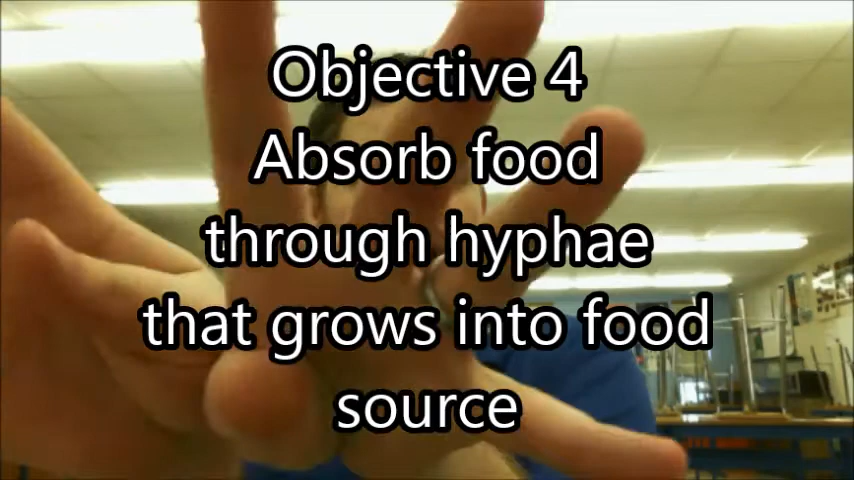 Objective 4
Absorb food
through hyphae
that grows into food
source